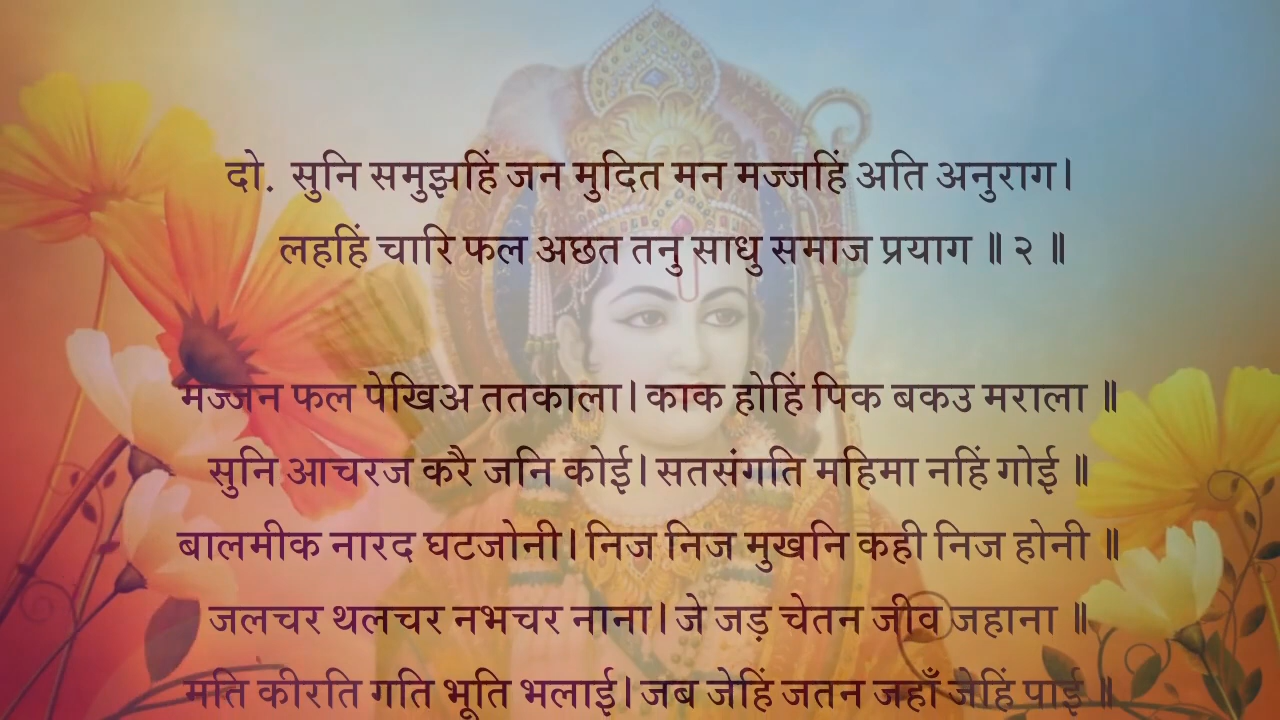 दो. सुनि समुझहिं जन मुदित मन मज्जहिं अति अनुराग।
लहहिं चारि फल अछत तनु साधु समाज प्रयाग ॥ २ ॥
मज्जन फल पेखिअ ततकाला। काक होहिं पिक बकउ मराला ॥
सुनि आचरज करै जनि कोई। सतसंगति महिमा नहिं गोई ॥
बालमीक नारद घटजोनी। निज निज मुखनि कही निज होनी ॥
जलचर थलचर नभचर नाना। जे जड़ चेतन जीव जहाना ॥
मति कीरति गति भूति भलाई। जब जेहिं जतन जहाँ जेहिं पाई ॥